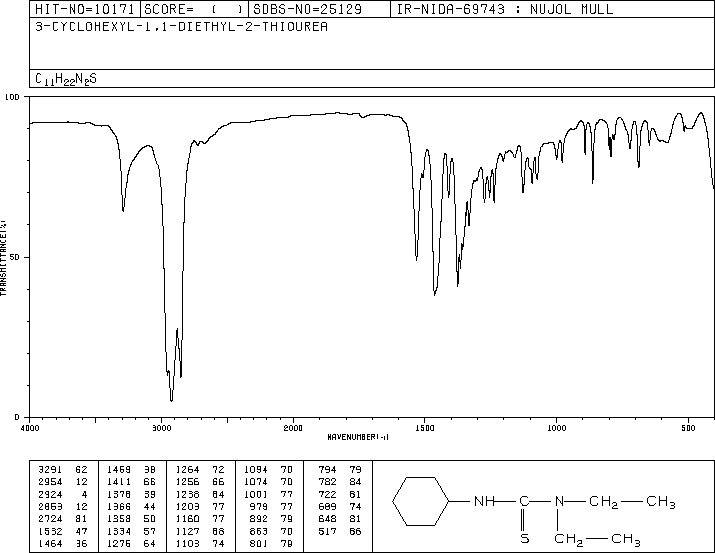 HIT-NO=10171 SCORE= ( ) SDBS-NO=25129 IR-NIDA-69743 : NUJOL MULL
3-CYCLOHEXYL-1,1-DIETHYL-2-THIOUREA
C11H22N2S
100
50
0
TRANSMITTANCE(%)
4000 3000 2000 1500 1000 500
WAVENUMBER(-1)
3291 62 1459 38 1264 72 1094 70 794 79
2954 12 1411 66 1256 66 1074 70 782 84
2924 4 1378 39 1238 64 1001 77 722 81
2853 12 1366 44 1203 77 979 77 689 74
2724 81 1358 50 1160 77 892 79 648 81
1532 47 1334 57 1127 68 863 70 517 86
1464 36 1276 64 1103 74 801 79
NH C N CH2 CH3
S CH2 CH3